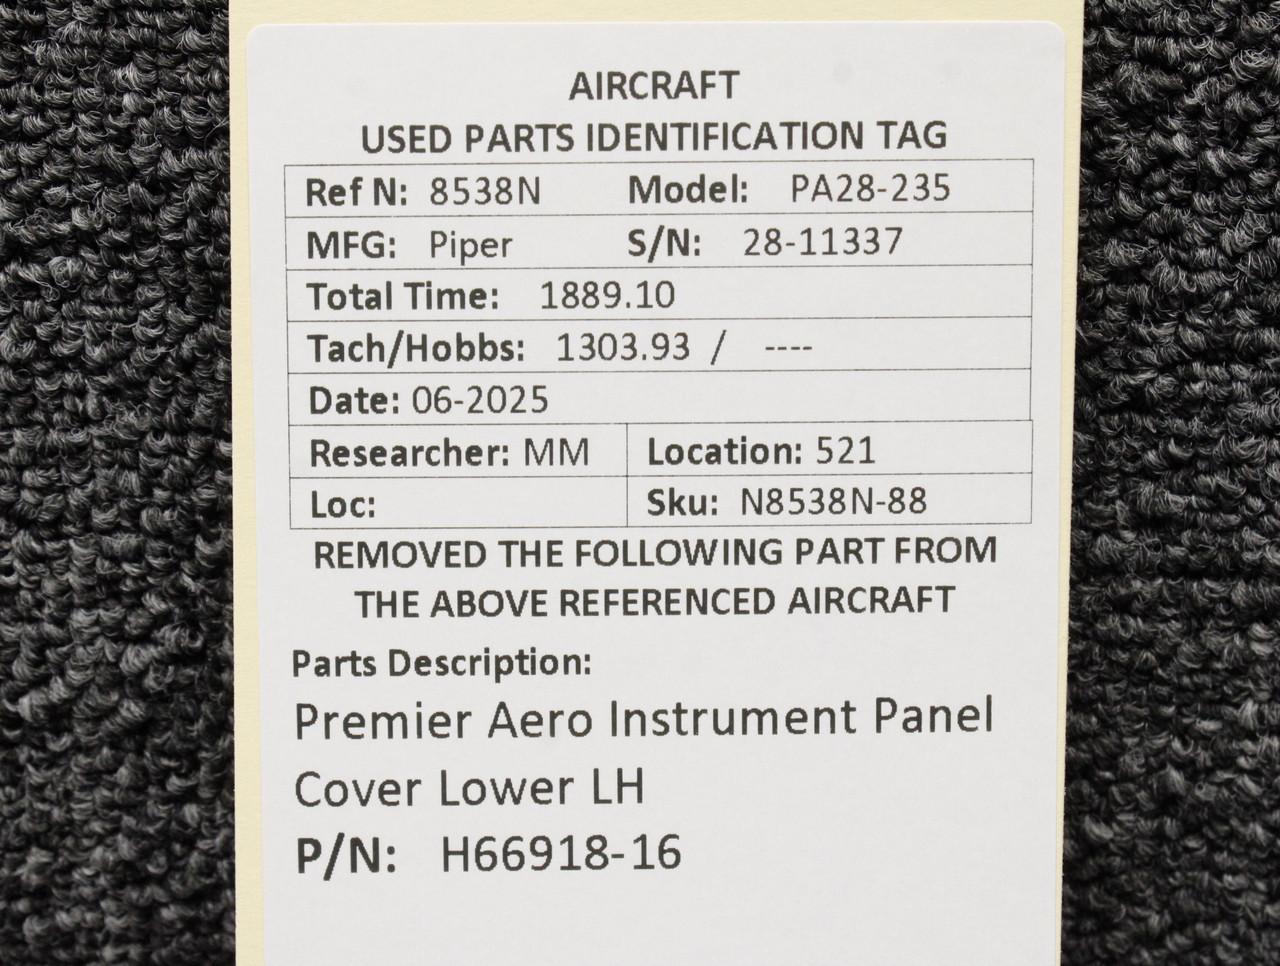 AIRCRAFT
USED PARTS IDENTIFICATION TAG
Ref N: 8538N Model: PA28-235
MFG: Piper S/N: 28-11337
Total Time: 1889.10
Tach/Hobbs: 1303.93 / ----
Date: 06-2025
Researcher: MM Location: 521
Loc: Sku: N8538N-88
REMOVED THE FOLLOWING PART FROM
THE ABOVE REFERENCED AIRCRAFT
Parts Description:
Premier Aero Instrument Panel
Cover Lower LH
P/N: H66918-16